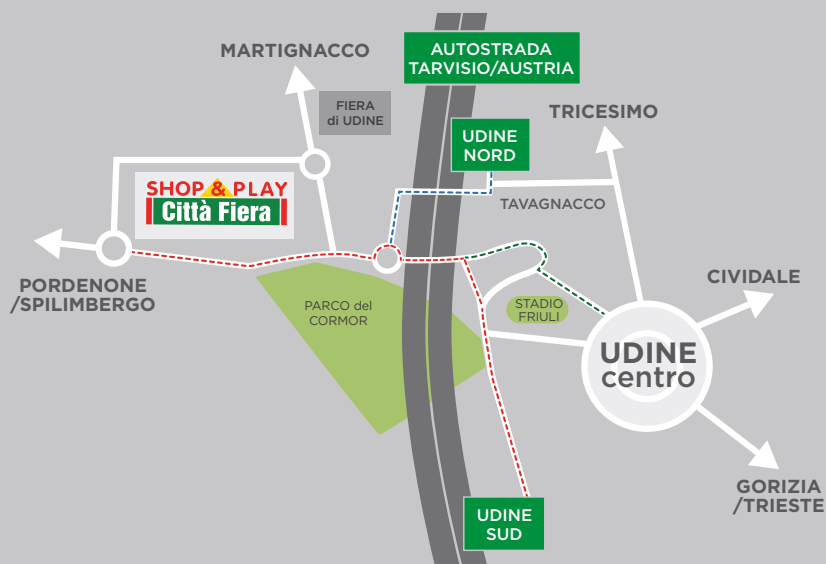 MARTIGNACCO
AUTOSTRADA
TARVISIO/AUSTRIA
FIERA
di UDINE
TRICESIMO
UDINE
NORD
SHOP & PLAY
Città Fiera
TAVAGNACCO
PORDENONE
/SPILIMBERGO
PARCO del
CORMOR
STADIO
FRIULI
CIVIDALE
UDINE
centro
GORIZIA
/TRIESTE
UDINE
SUD